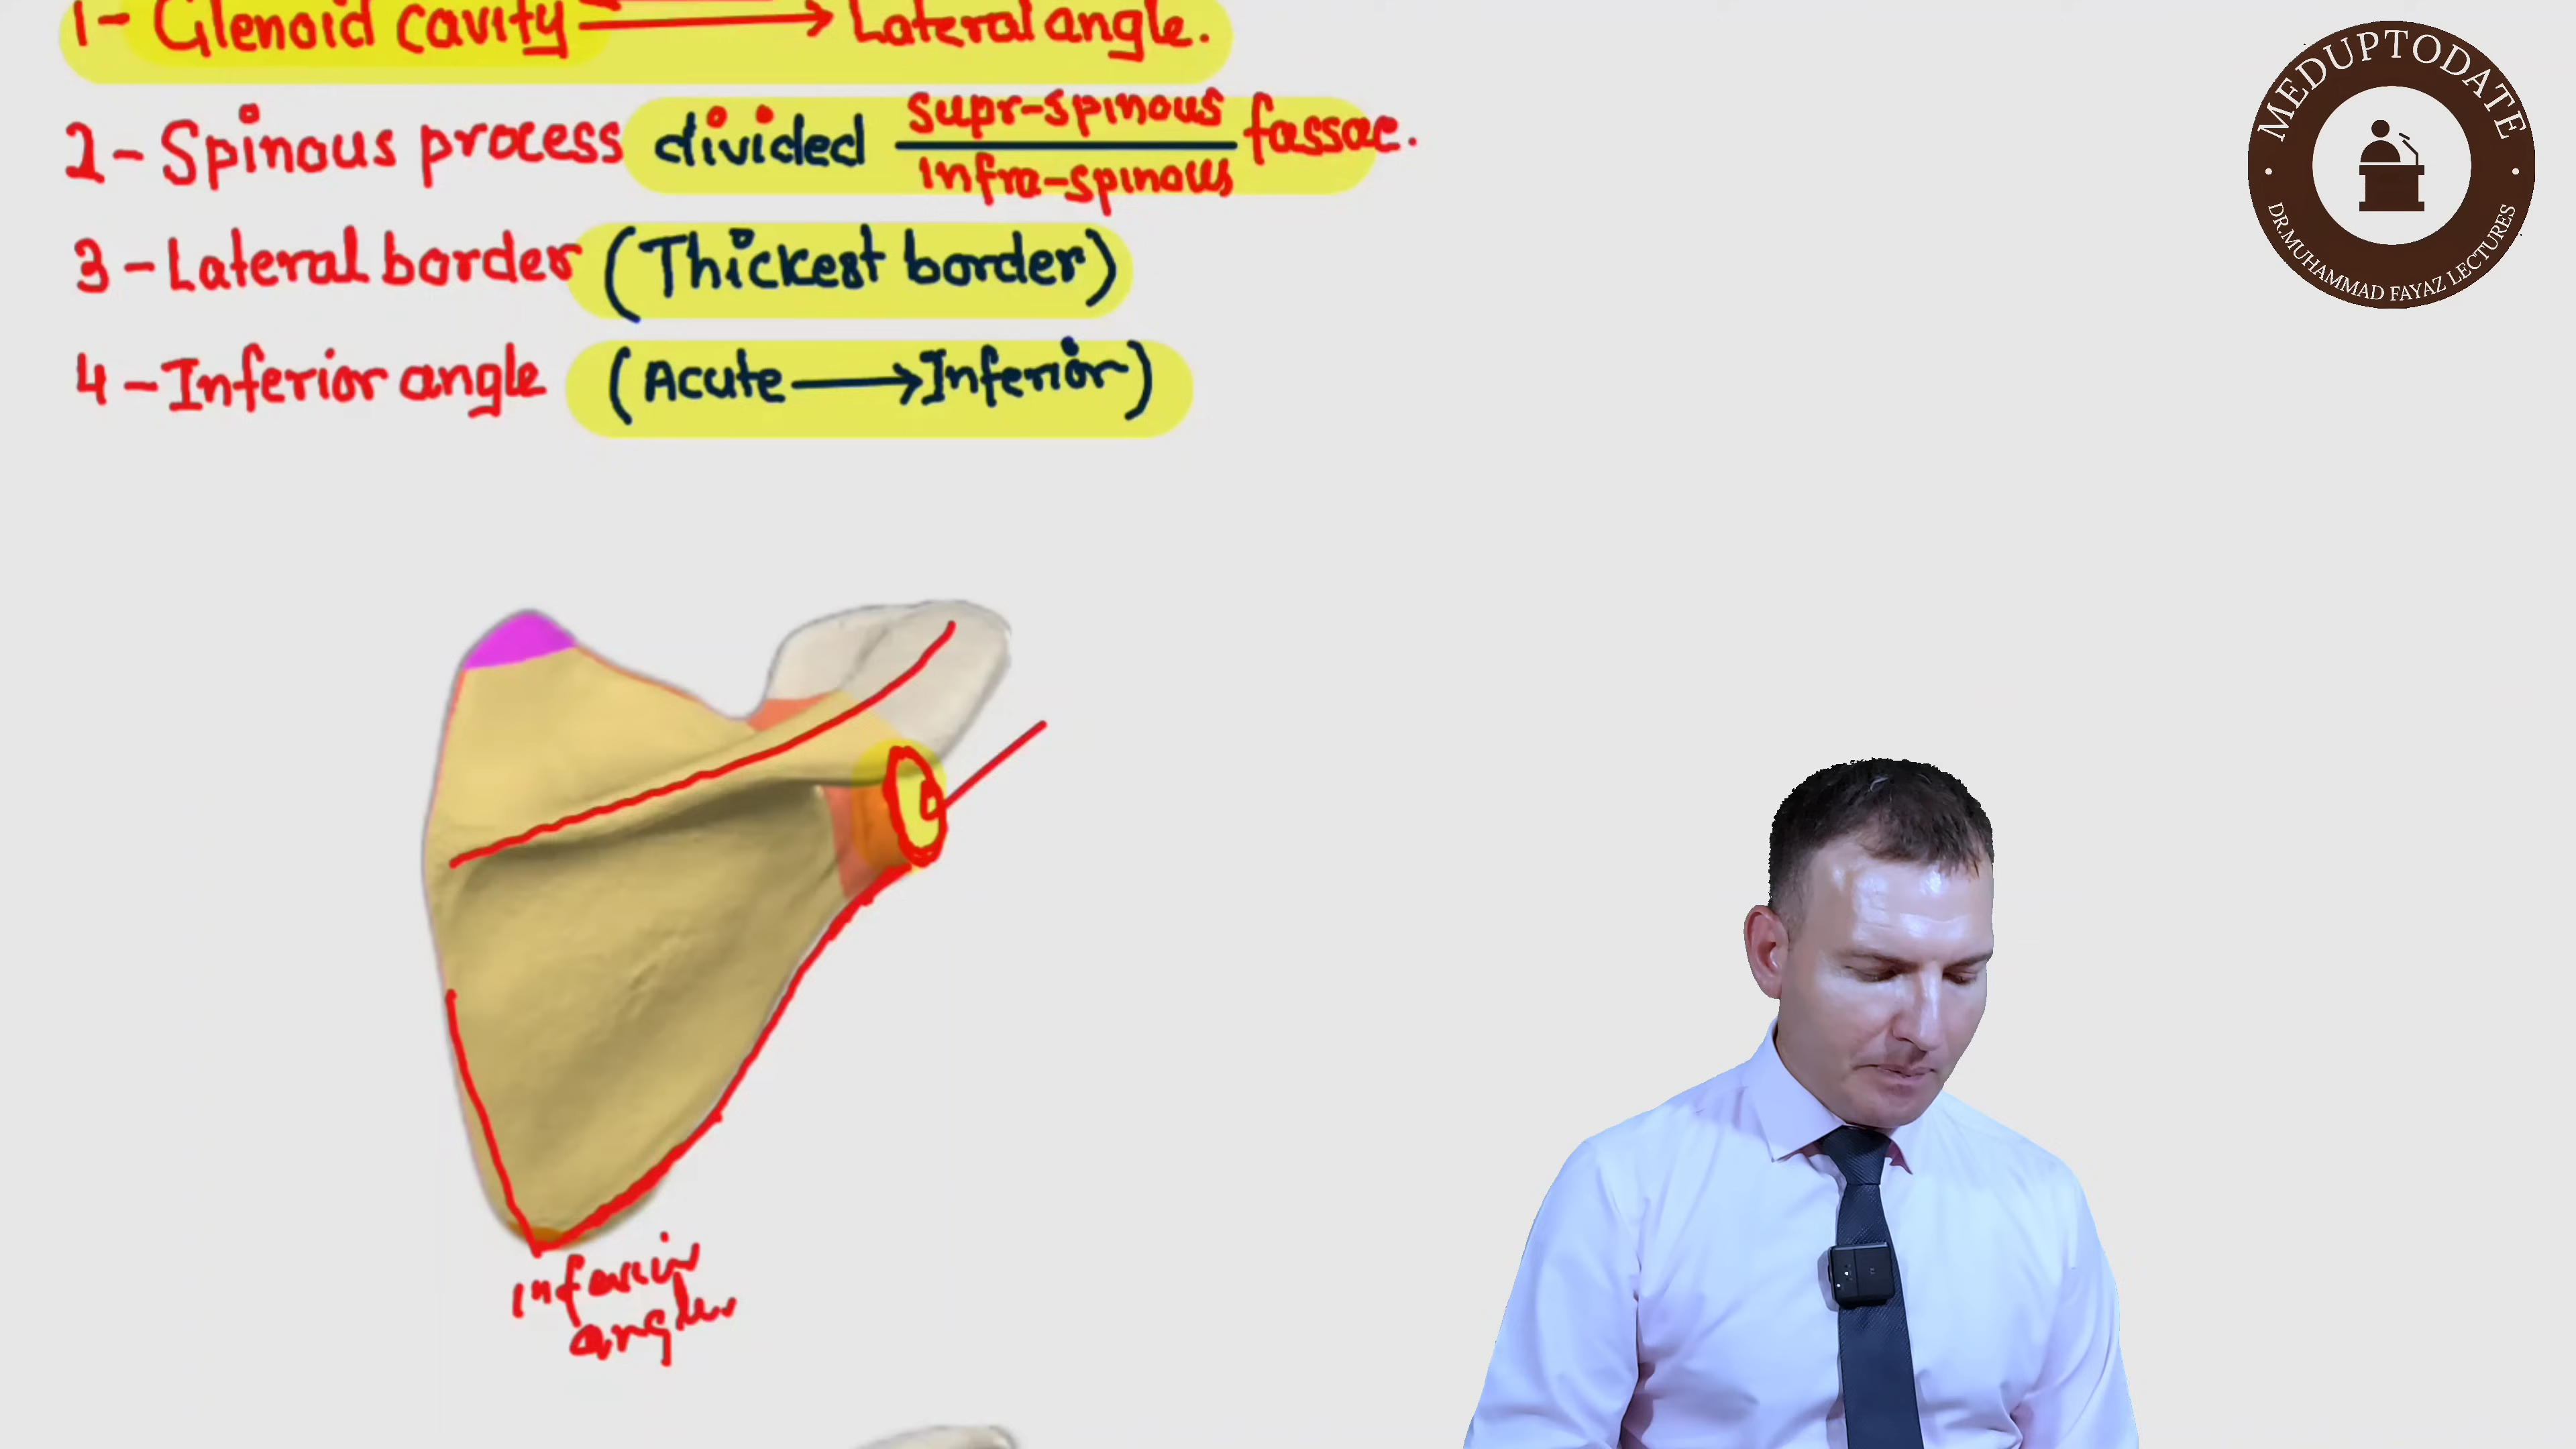 1- Glenoid cavity → Lateral angle.
2- Spinous process divided supr-spinous fassae.
infra-spinous
3 - Lateral border (Thickest border)
4 - Inferior angle (Acute → Inferior)
MEDUPTODATE
DR.MUHAMMAD FAYAZ LECTURES
inferior
angle